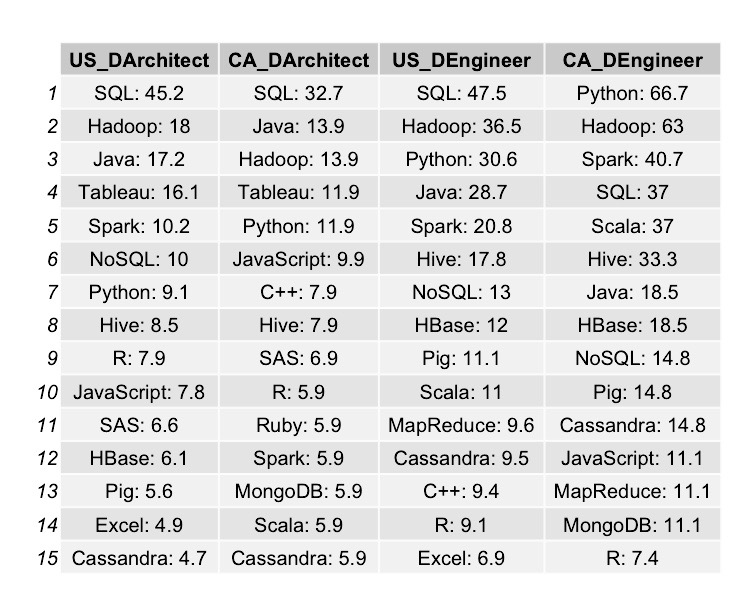 US_DArchitect CA_DArchitect US_DEngineer CA_DEngineer
1 SQL: 45.2 SQL: 32.7 SQL: 47.5 Python: 66.7
2 Hadoop: 18 Java: 13.9 Hadoop: 36.5 Hadoop: 63
3 Java: 17.2 Hadoop: 13.9 Python: 30.6 Spark: 40.7
4 Tableau: 16.1 Tableau: 11.9 Java: 28.7 SQL: 37
5 Spark: 10.2 Python: 11.9 Spark: 20.8 Scala: 37
6 NoSQL: 10 JavaScript: 9.9 Hive: 17.8 Hive: 33.3
7 Python: 9.1 C++: 7.9 NoSQL: 13 Java: 18.5
8 Hive: 8.5 Hive: 7.9 HBase: 12 HBase: 18.5
9 R: 7.9 SAS: 6.9 Pig: 11.1 NoSQL: 14.8
10 JavaScript: 7.8 R: 5.9 Scala: 11 Pig: 14.8
11 SAS: 6.6 Ruby: 5.9 MapReduce: 9.6 Cassandra: 14.8
12 HBase: 6.1 Spark: 5.9 Cassandra: 9.5 JavaScript: 11.1
13 Pig: 5.6 MongoDB: 5.9 C++: 9.4 MapReduce: 11.1
14 Excel: 4.9 Scala: 5.9 R: 9.1 MongoDB: 11.1
15 Cassandra: 4.7 Cassandra: 5.9 Excel: 6.9 R: 7.4